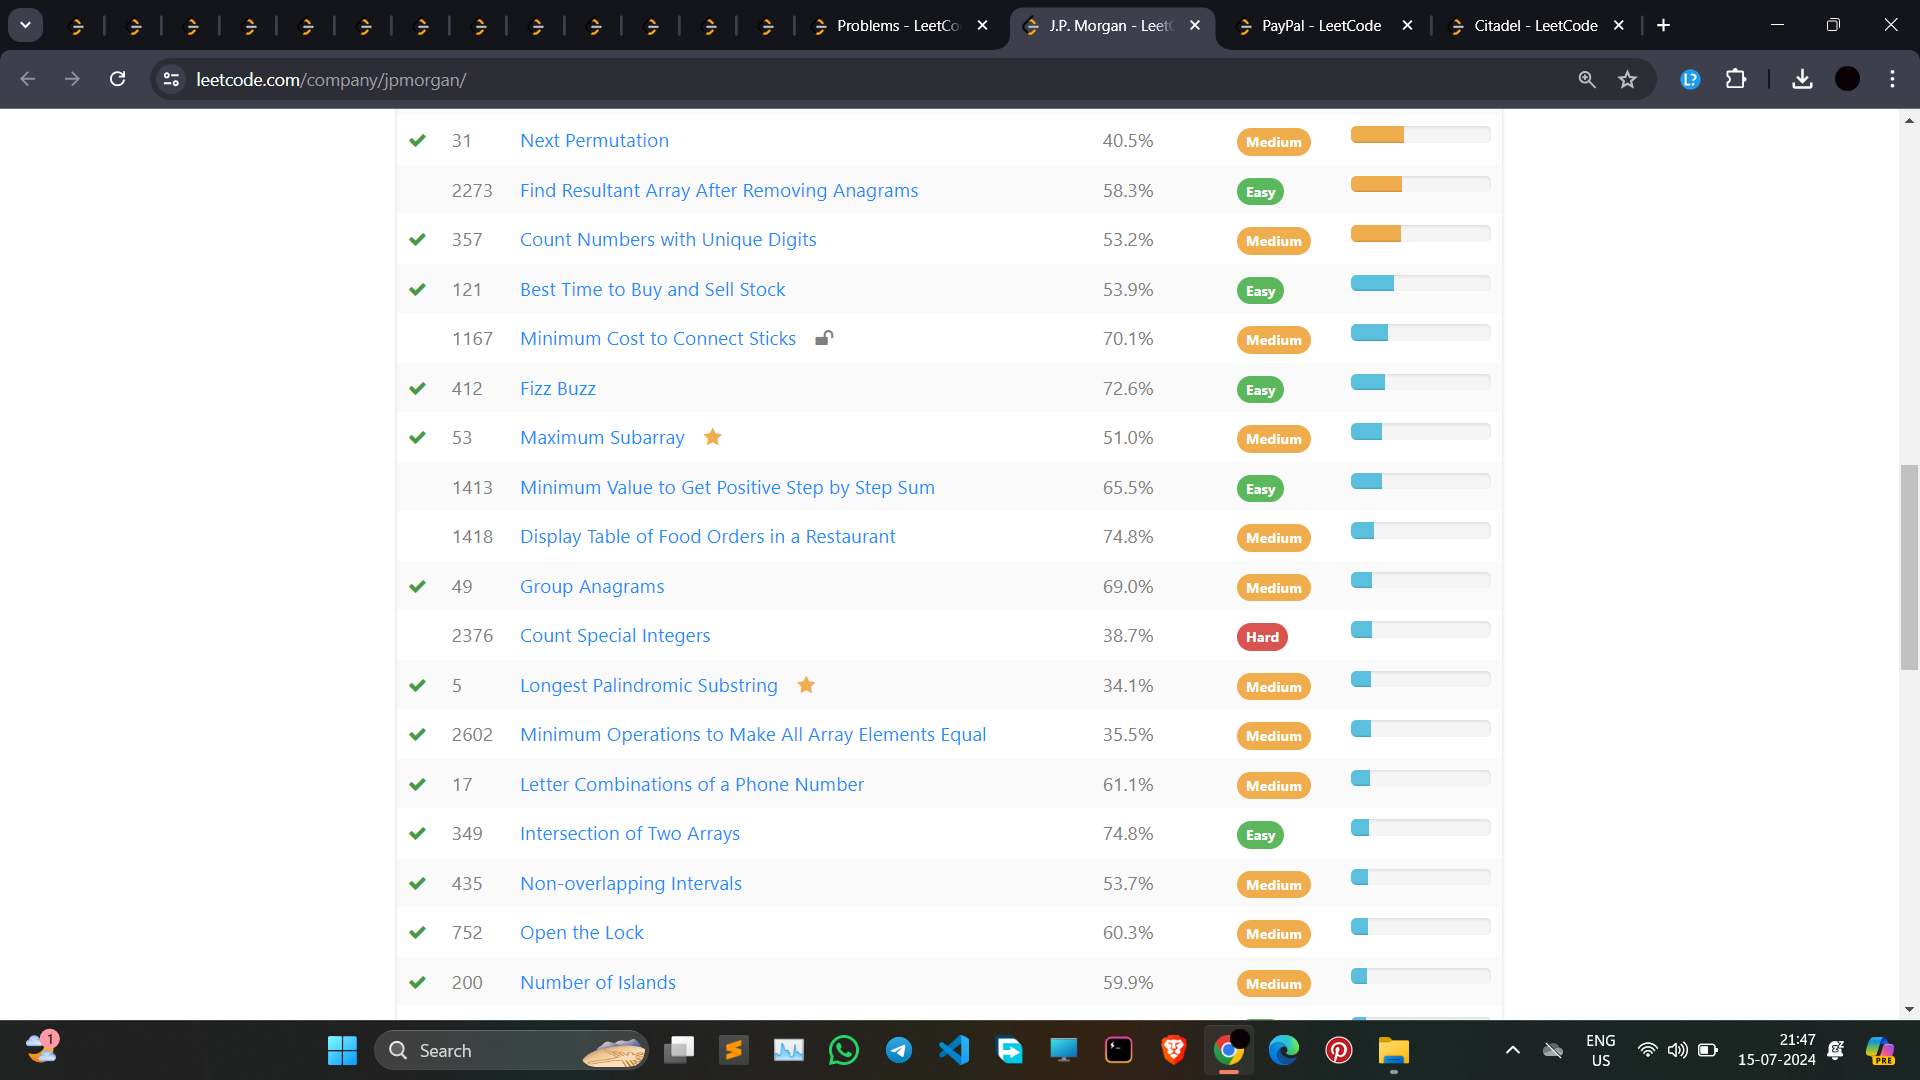 Problems - LeetCo
J.P. Morgan - LeetC
PayPal - LeetCode
Citadel - LeetCode
leetcode.com/company/jpmorgan/
31 Next Permutation 40.5% Medium
2273 Find Resultant Array After Removing Anagrams 58.3% Easy
357 Count Numbers with Unique Digits 53.2% Medium
121 Best Time to Buy and Sell Stock 53.9% Easy
1167 Minimum Cost to Connect Sticks 70.1% Medium
412 Fizz Buzz 72.6% Easy
53 Maximum Subarray 51.0% Medium
1413 Minimum Value to Get Positive Step by Step Sum 65.5% Easy
1418 Display Table of Food Orders in a Restaurant 74.8% Medium
49 Group Anagrams 69.0% Medium
2376 Count Special Integers 38.7% Hard
5 Longest Palindromic Substring 34.1% Medium
2602 Minimum Operations to Make All Array Elements Equal 35.5% Medium
17 Letter Combinations of a Phone Number 61.1% Medium
349 Intersection of Two Arrays 74.8% Easy
435 Non-overlapping Intervals 53.7% Medium
752 Open the Lock 60.3% Medium
200 Number of Islands 59.9% Medium
1
Search
ENG
US
21:47
15-07-2024
PRE